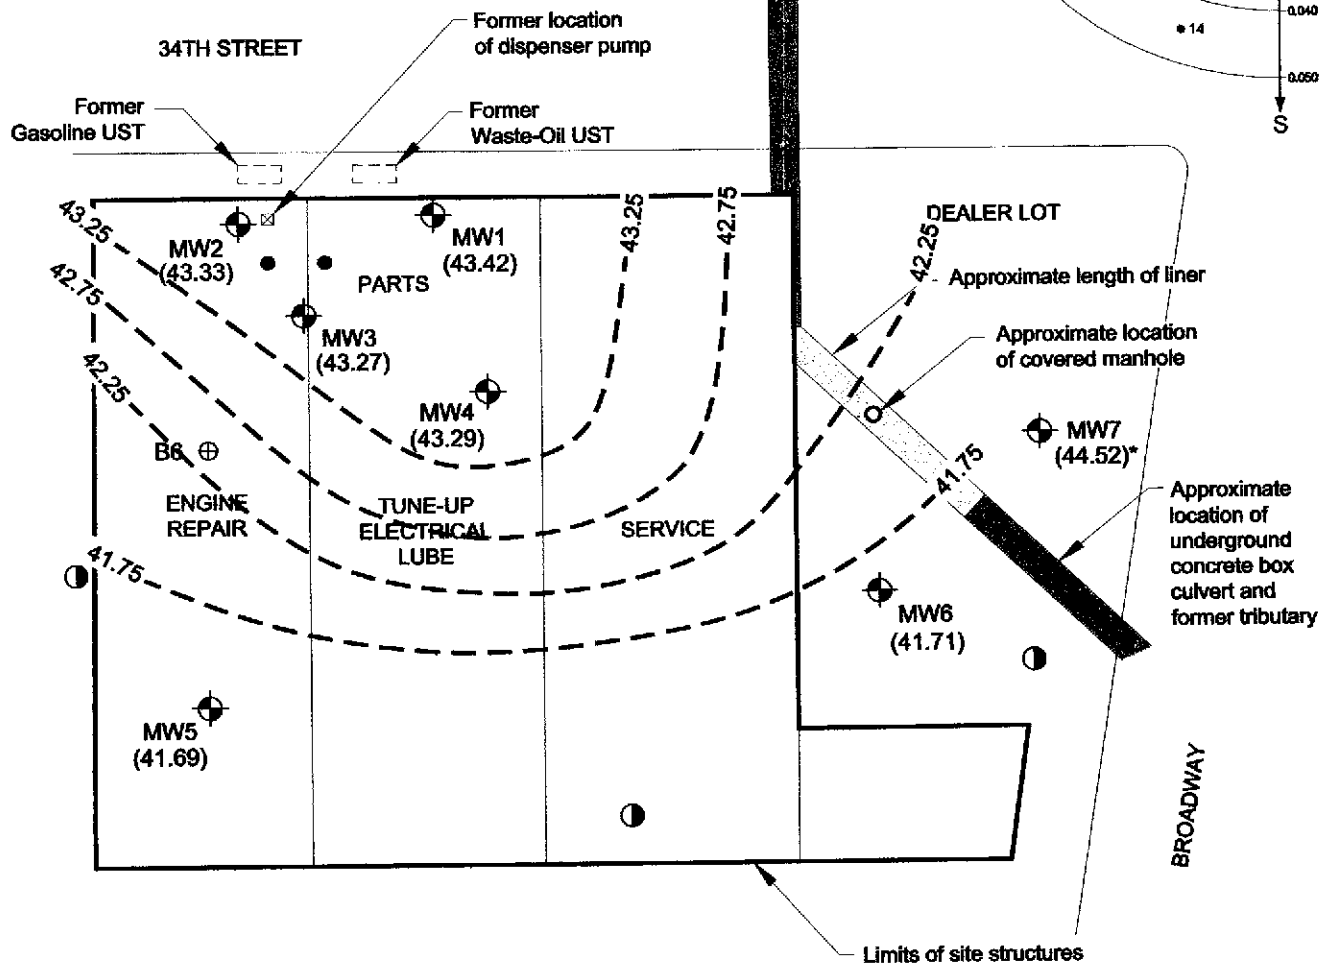 Former location
of dispenser pump
34TH STREET
0.040
14
0.050
S
Former
Gasoline UST
Former
Waste-Oil UST
43.25
43.25
42.75
DEALER LOT
MW2
(43.33)
MW1
(43.42)
PARTS
42.25
Approximate length of liner
42.75
MW3
(43.27)
Approximate location
of covered manhole
42.25
MW4
(43.29)
B6
MW7
(44.52)*
41.75
ENGINE
REPAIR
TUNE-UP
ELECTRICAL
LUBE
SERVICE
Approximate
location of
underground
concrete box
culvert and
former tributary
41.75
MW6
(41.71)
MW5
(41.69)
BROADWAY
Limits of site structures